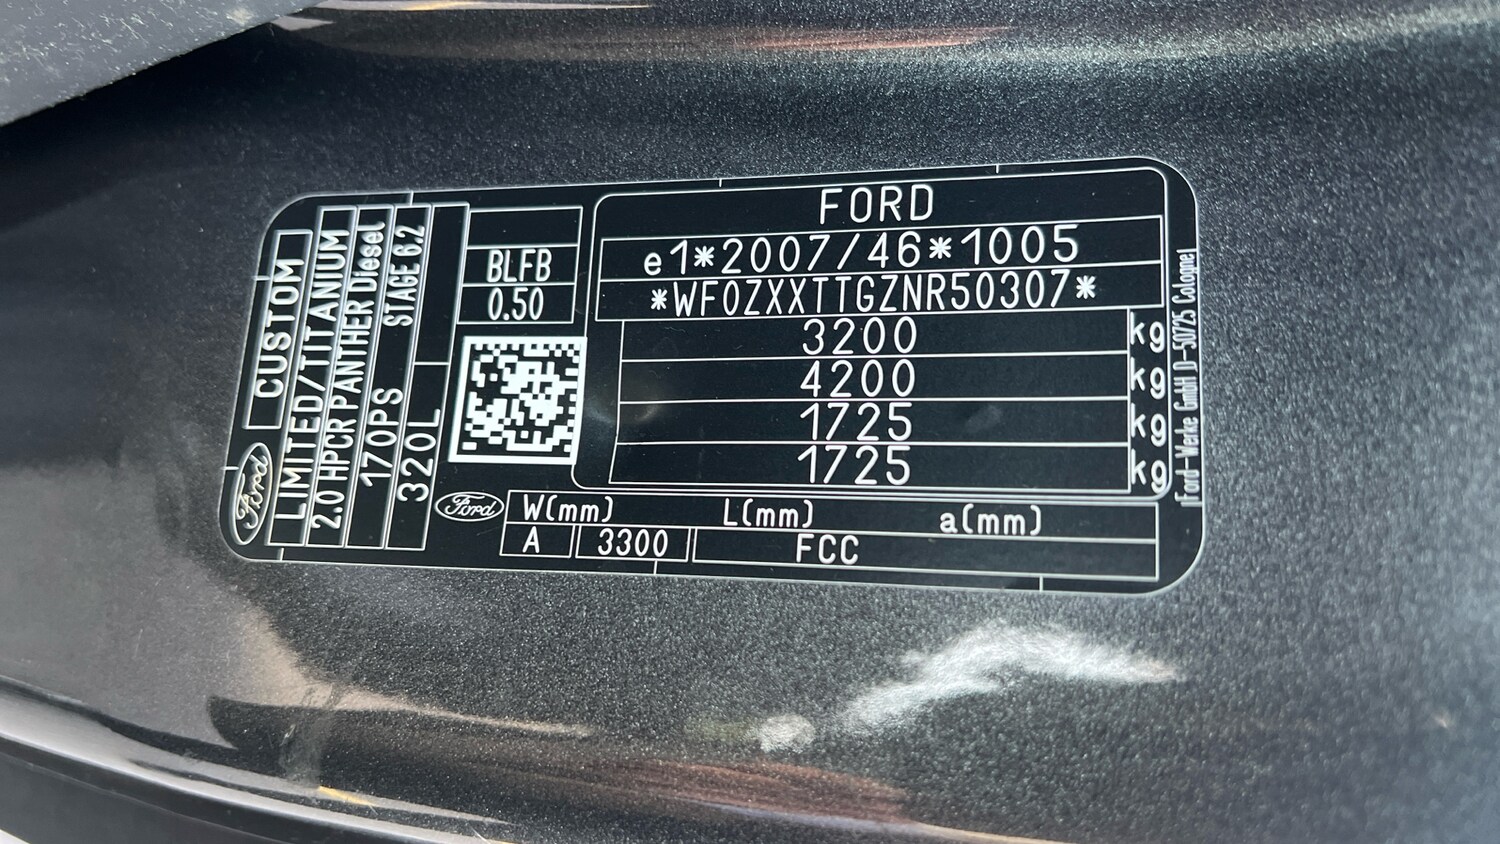 CUSTOM
LIMITED/TITANIUM
2.0 HPCR PANTHER Diesel
170PS STAGE 6.2
320L
Ford
BLFB
0.50
FORD
e1*2007/46*1005
*WF0ZXXTTGZNR50307*
3200 kg
4200 kg
1725 kg
1725 kg
Ford
W(mm) L(mm) a(mm)
A 3300 FCC
Ford-Werke GmbH D-50725 Cologne